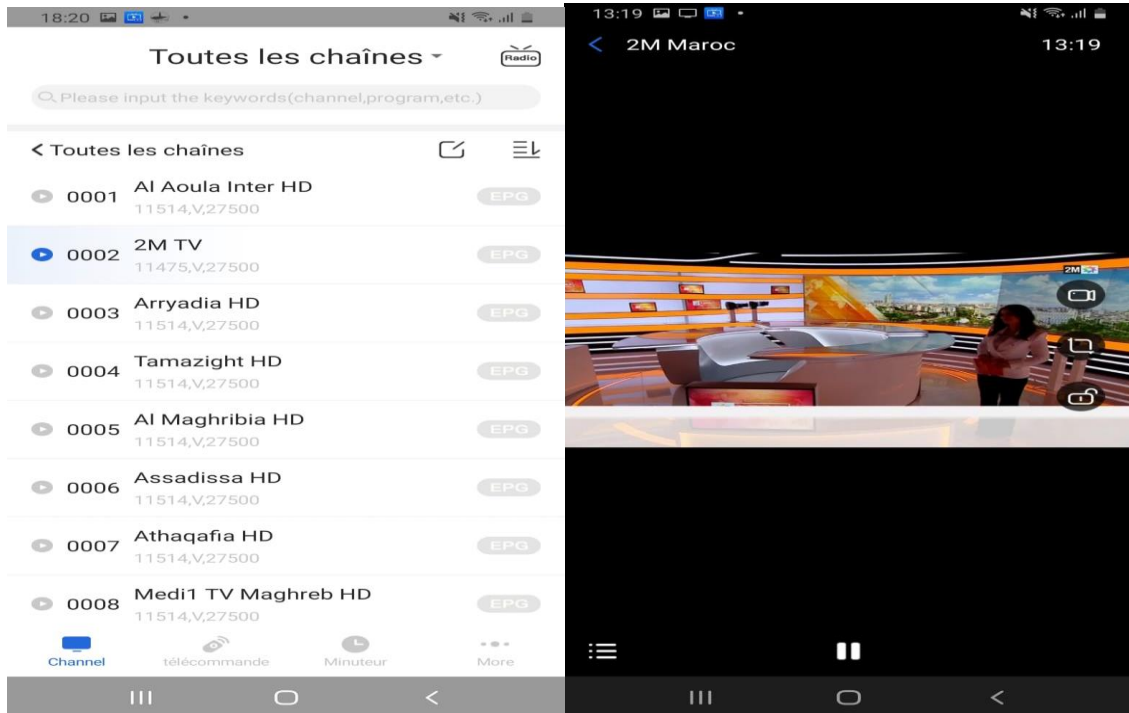 18:20
Toutes les chaînes
Radio
Please input the keywords(channel,program,etc.)
< Toutes les chaînes
0001 Al Aoula Inter HD EPG
11514,V,27500
0002 2M TV EPG
11475,V,27500
0003 Arryadia HD EPG
11514,V,27500
0004 Tamazight HD EPG
11514,V,27500
0005 Al Maghribia HD EPG
11514,V,27500
0006 Assadissa HD EPG
11514,V,27500
0007 Athaqafia HD EPG
11514,V,27500
0008 Medi1 TV Maghreb HD EPG
11514,V,27500
Channel télécommande Minuteur More
13:19
2M Maroc 13:19
2M